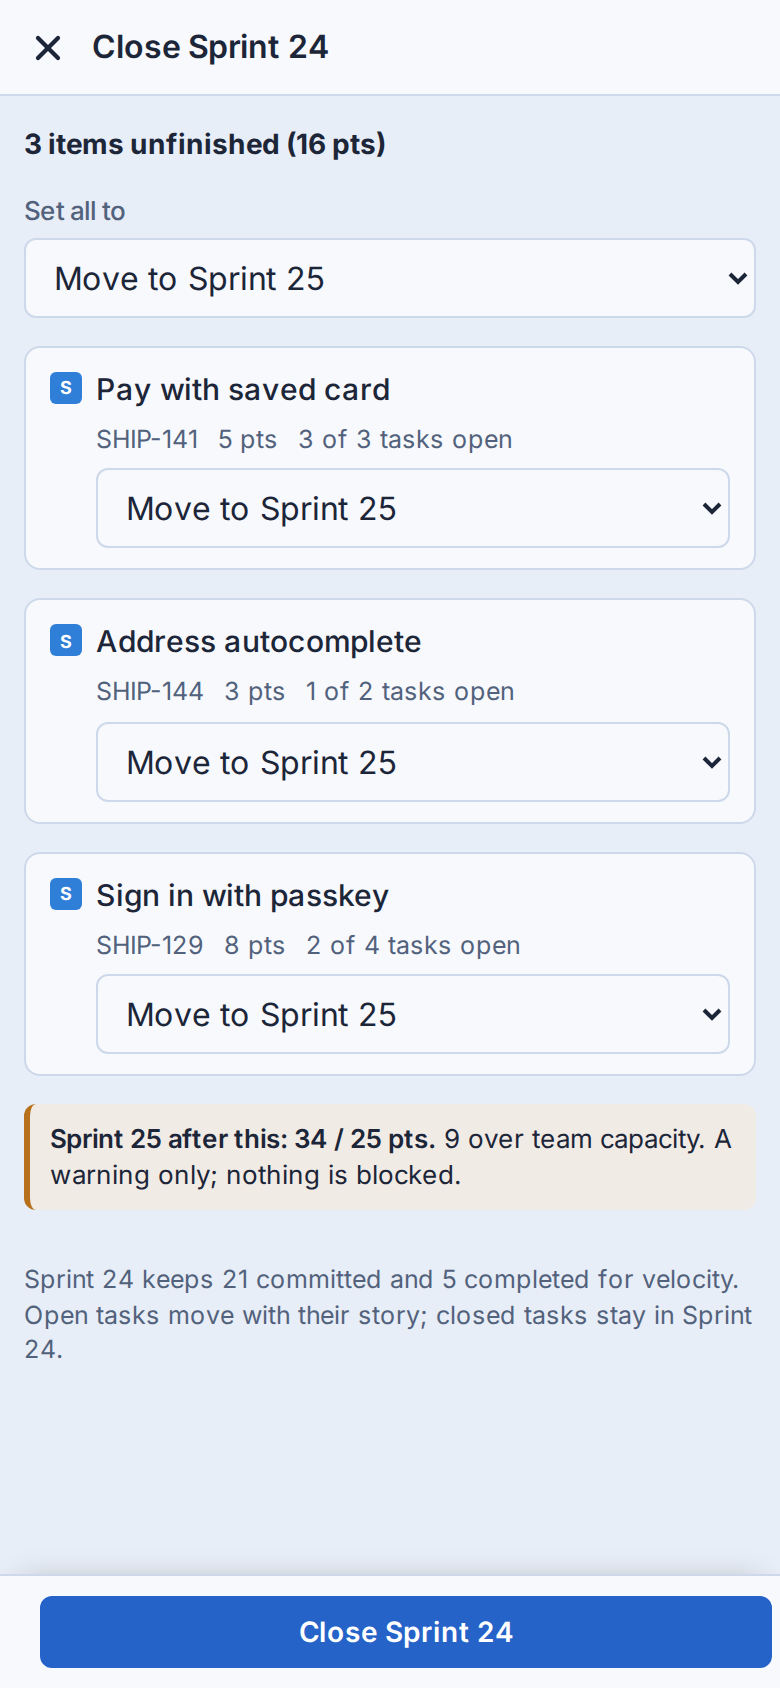 Close Sprint 24
3 items unfinished (16 pts)
Set all to
Move to Sprint 25
S Pay with saved card
SHIP-141 5 pts 3 of 3 tasks open
Move to Sprint 25
S Address autocomplete
SHIP-144 3 pts 1 of 2 tasks open
Move to Sprint 25
S Sign in with passkey
SHIP-129 8 pts 2 of 4 tasks open
Move to Sprint 25
Sprint 25 after this: 34 / 25 pts. 9 over team capacity. A
warning only; nothing is blocked.
Sprint 24 keeps 21 committed and 5 completed for velocity.
Open tasks move with their story; closed tasks stay in Sprint
24.
Close Sprint 24